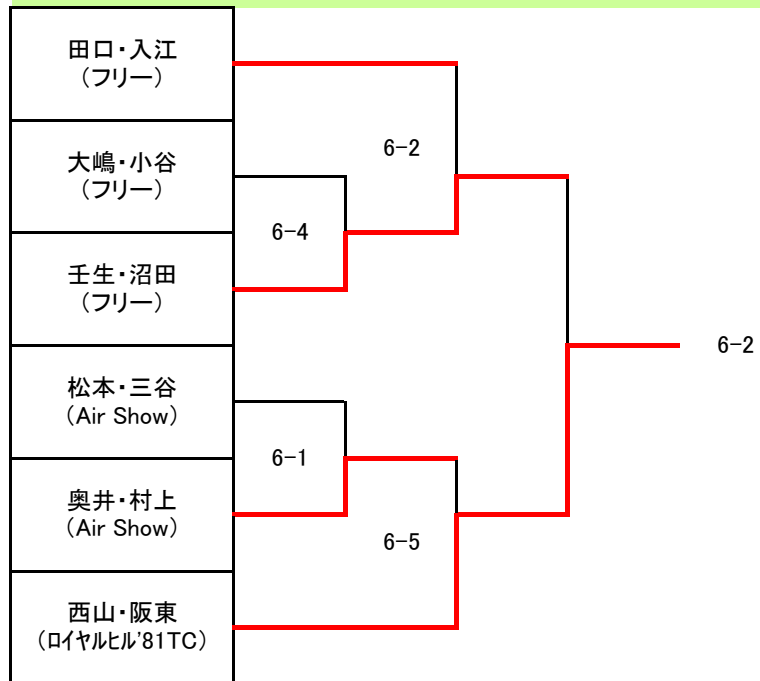 田口・入江
(フリー)
6-2
大嶋・小谷
(フリー)
6-4
壬生・沼田
(フリー)
6-2
松本・三谷
(Air Show)
6-1
奥井・村上
(Air Show)
6-5
西山・阪東
(ロイヤルヒル'81TC)